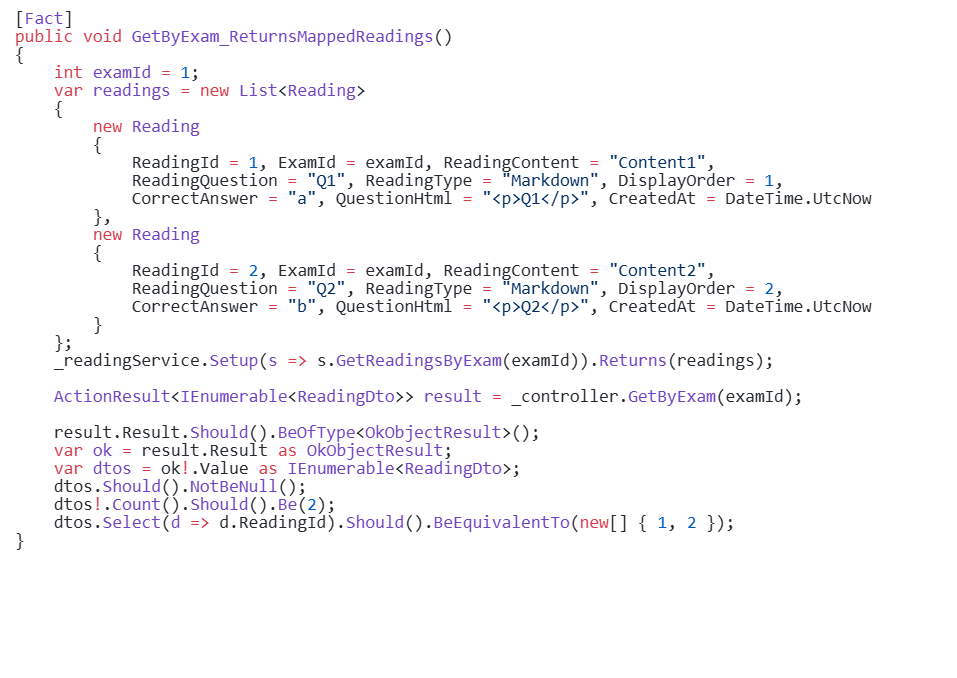 [Fact]
public void GetByExam_ReturnsMappedReadings()
{
    int examId = 1;
    var readings = new List<Reading>
    {
        new Reading
        {
            ReadingId = 1, ExamId = examId, ReadingContent = "Content1",
            ReadingQuestion = "Q1", ReadingType = "Markdown", DisplayOrder = 1,
            CorrectAnswer = "a", QuestionHtml = "<p>Q1</p>", CreatedAt = DateTime.UtcNow
        },
        new Reading
        {
            ReadingId = 2, ExamId = examId, ReadingContent = "Content2",
            ReadingQuestion = "Q2", ReadingType = "Markdown", DisplayOrder = 2,
            CorrectAnswer = "b", QuestionHtml = "<p>Q2</p>", CreatedAt = DateTime.UtcNow
        }
    };
    _readingService.Setup(s => s.GetReadingsByExam(examId)).Returns(readings);

    ActionResult<IEnumerable<ReadingDto>> result = _controller.GetByExam(examId);

    result.Result.Should().BeOfType<OkObjectResult>();
    var ok = result.Result as OkObjectResult;
    var dtos = ok!.Value as IEnumerable<ReadingDto>;
    dtos.Should().NotBeNull();
    dtos!.Count().Should().Be(2);
    dtos.Select(d => d.ReadingId).Should().BeEquivalentTo(new[] { 1, 2 });
}